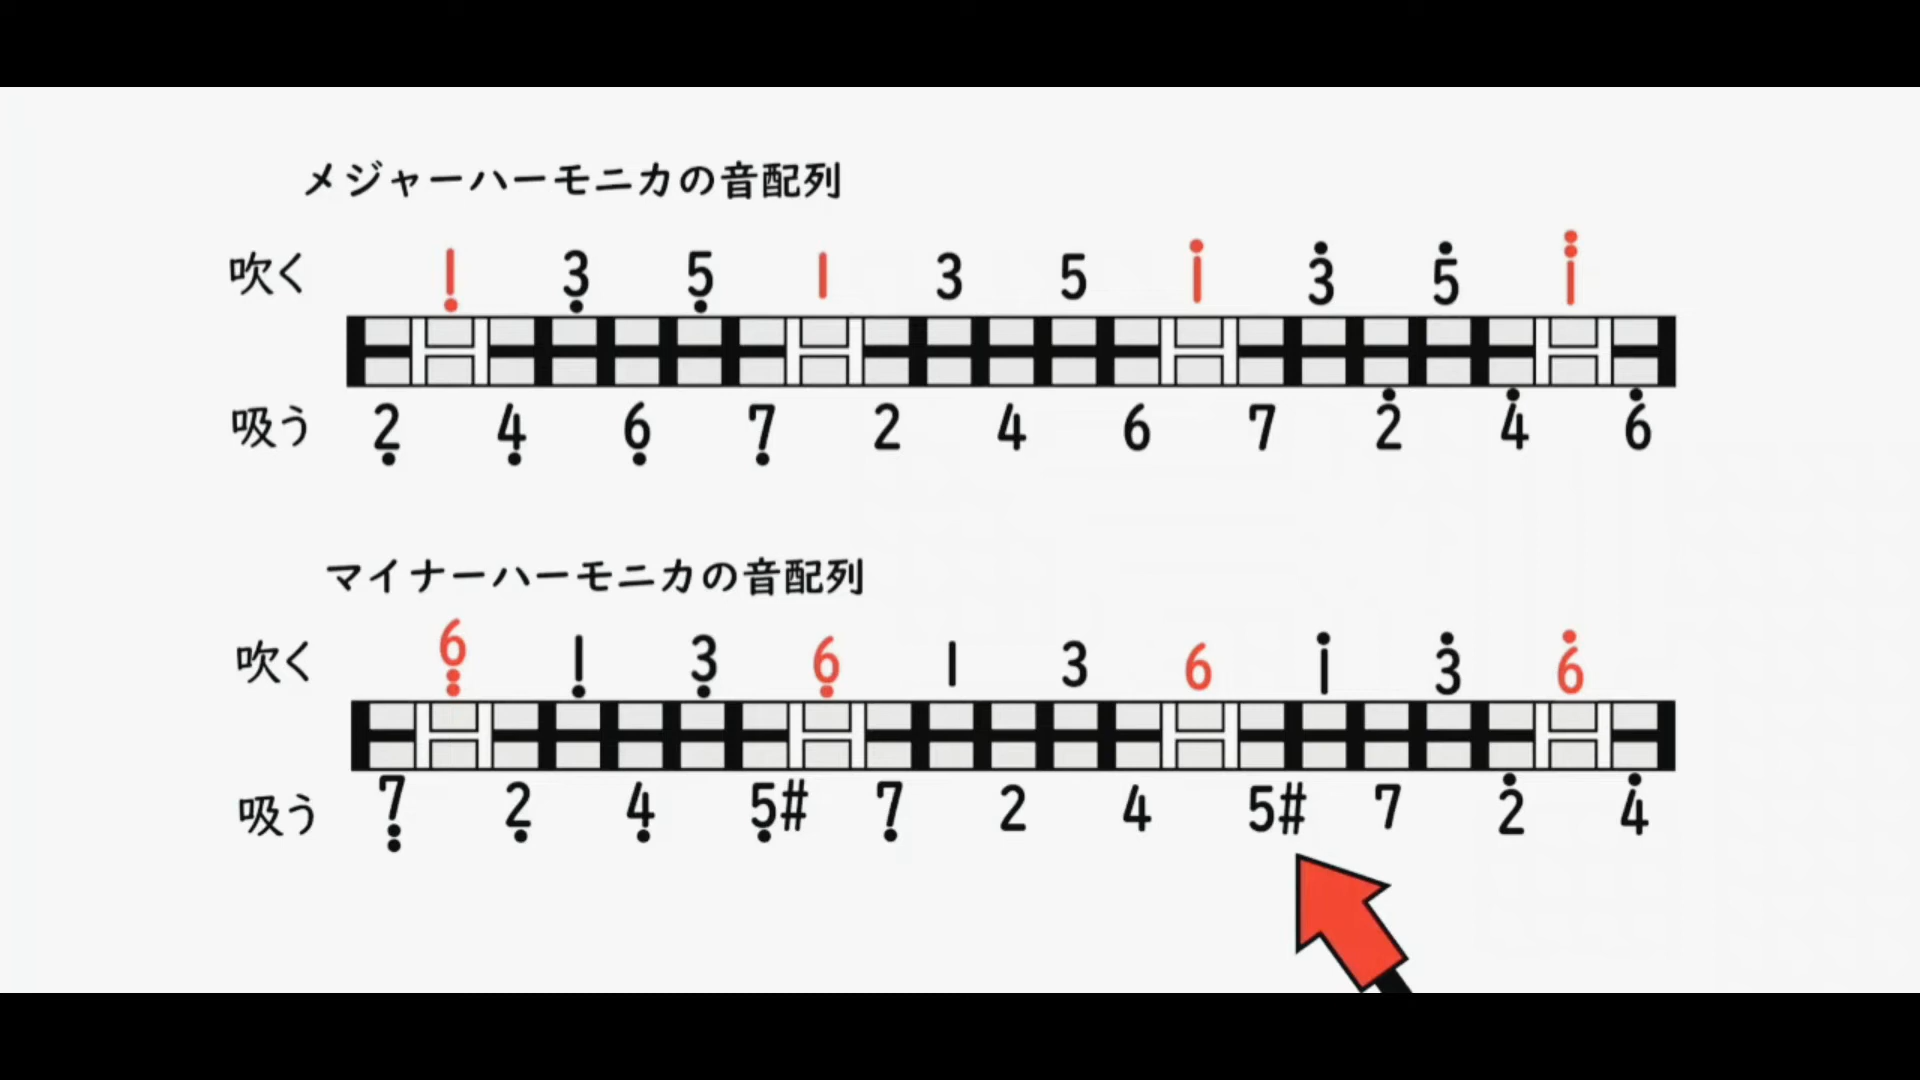 メジャーハーモニカの音配列
吹く 1̣ 3̣ 5̣ 1 3 5 1̇ 3̇ 5̇ 1̈
吸う 2̣ 4̣ 6̣ 7̣ 2 4 6 7 2̇ 4̇ 6̇
マイナーハーモニカの音配列
吹く 6̤ 1̣ 3̣ 6̣ 1 3 6 1̇ 3̇ 6̇
吸う 7̤ 2̣ 4̣ 5̣# 7̣ 2 4 5# 7 2̇ 4̇